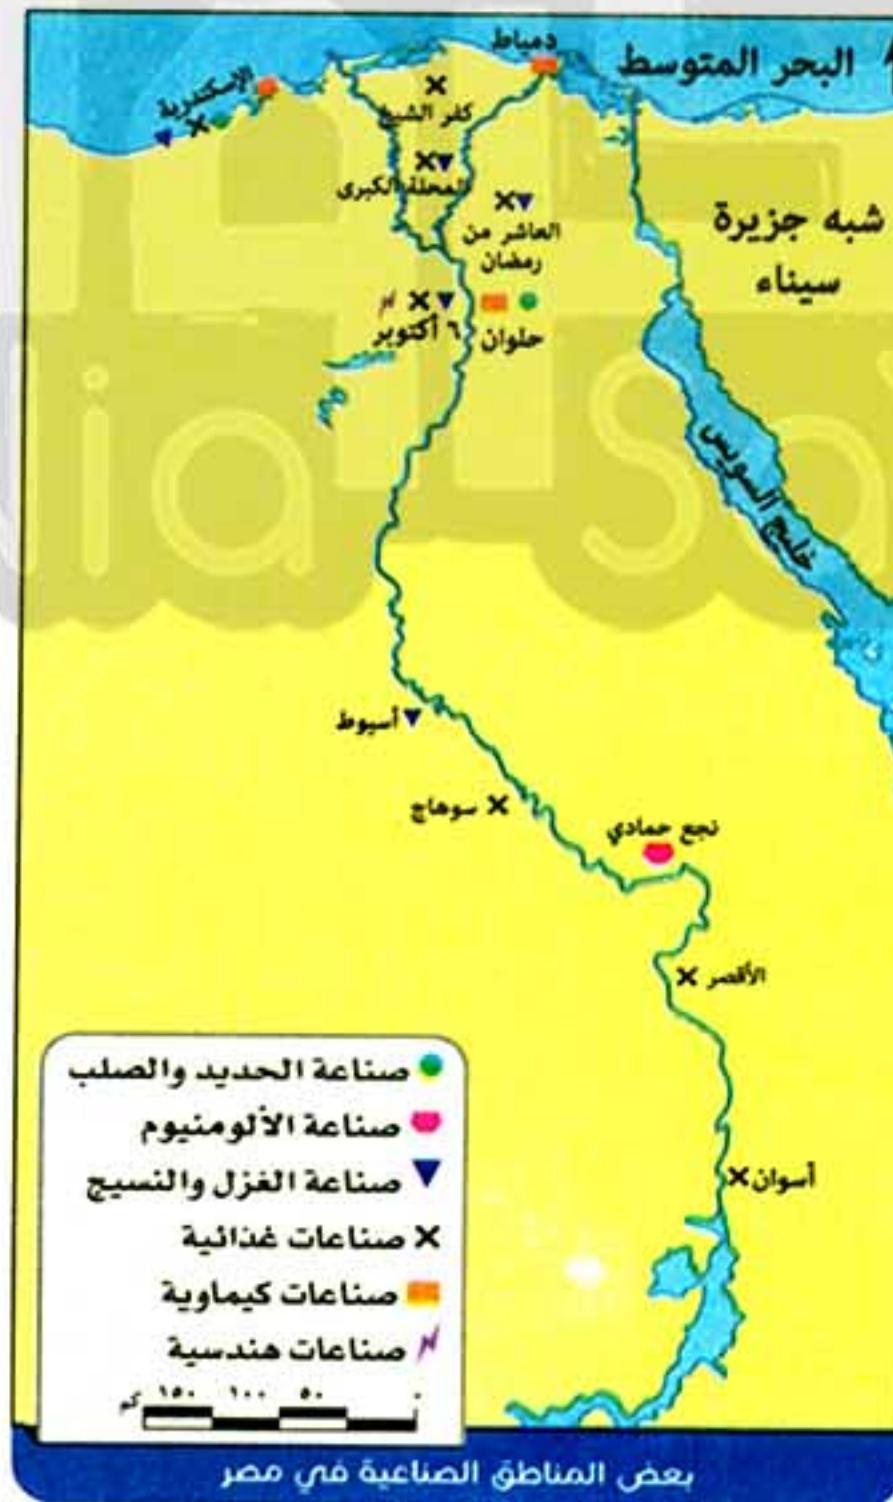 دمياط
البحر المتوسط
الإسكندرية
كفر الشيخ
المحلة الكبرى
العاشر من
رمضان
شبه جزيرة
سيناء
٦ أكتوبر
حلوان
خليج السويس
أسيوط
سوهاج
نجع حمادي
الأقصر
أسوان
صناعة الحديد والصلب
صناعة الألومنيوم
صناعة الغزل والنسيج
صناعات غذائية
صناعات كيماوية
صناعات هندسية
٠ ٥٠ ١٠٠ ١٥٠ كم
بعض المناطق الصناعية في مصر